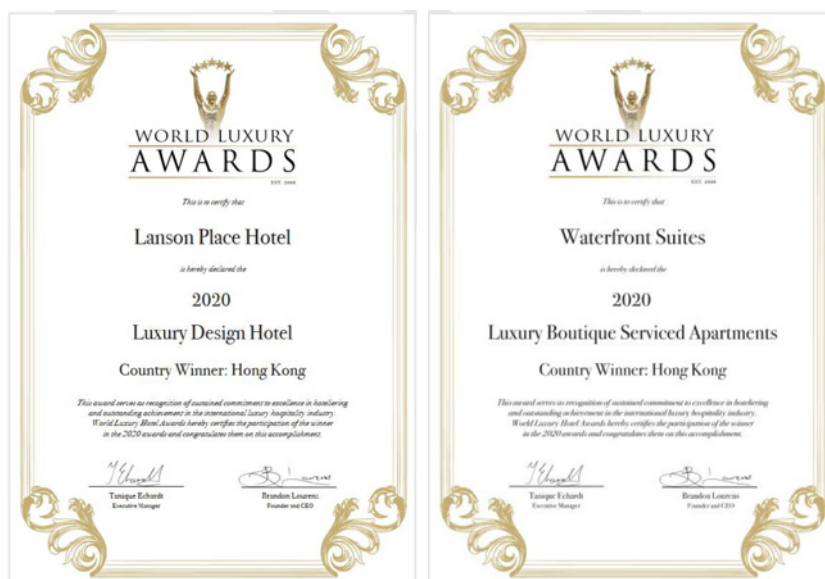 WORLD LUXURY
AWARDS
EST. 2006
This is to certify that
Lanson Place Hotel
is hereby declared the
2020
Luxury Design Hotel
Country Winner: Hong Kong
This award serves as recognition of sustained commitment to excellence in hoteliering
and outstanding achievement in the international luxury hospitality industry.
World Luxury Hotel Awards hereby certifies the participation of the winner
in the 2020 awards and congratulates them on this accomplishment.
Tanique Echardt
Executive Manager
Brandon Lourens
Founder and CEO
WORLD LUXURY
AWARDS
EST. 2006
This is to certify that
Waterfront Suites
is hereby declared the
2020
Luxury Boutique Serviced Apartments
Country Winner: Hong Kong
This award serves as recognition of sustained commitment to excellence in hoteliering
and outstanding achievement in the international luxury hospitality industry.
World Luxury Hotel Awards hereby certifies the participation of the winner
in the 2020 awards and congratulates them on this accomplishment.
Tanique Echardt
Executive Manager
Brandon Lourens
Founder and CEO